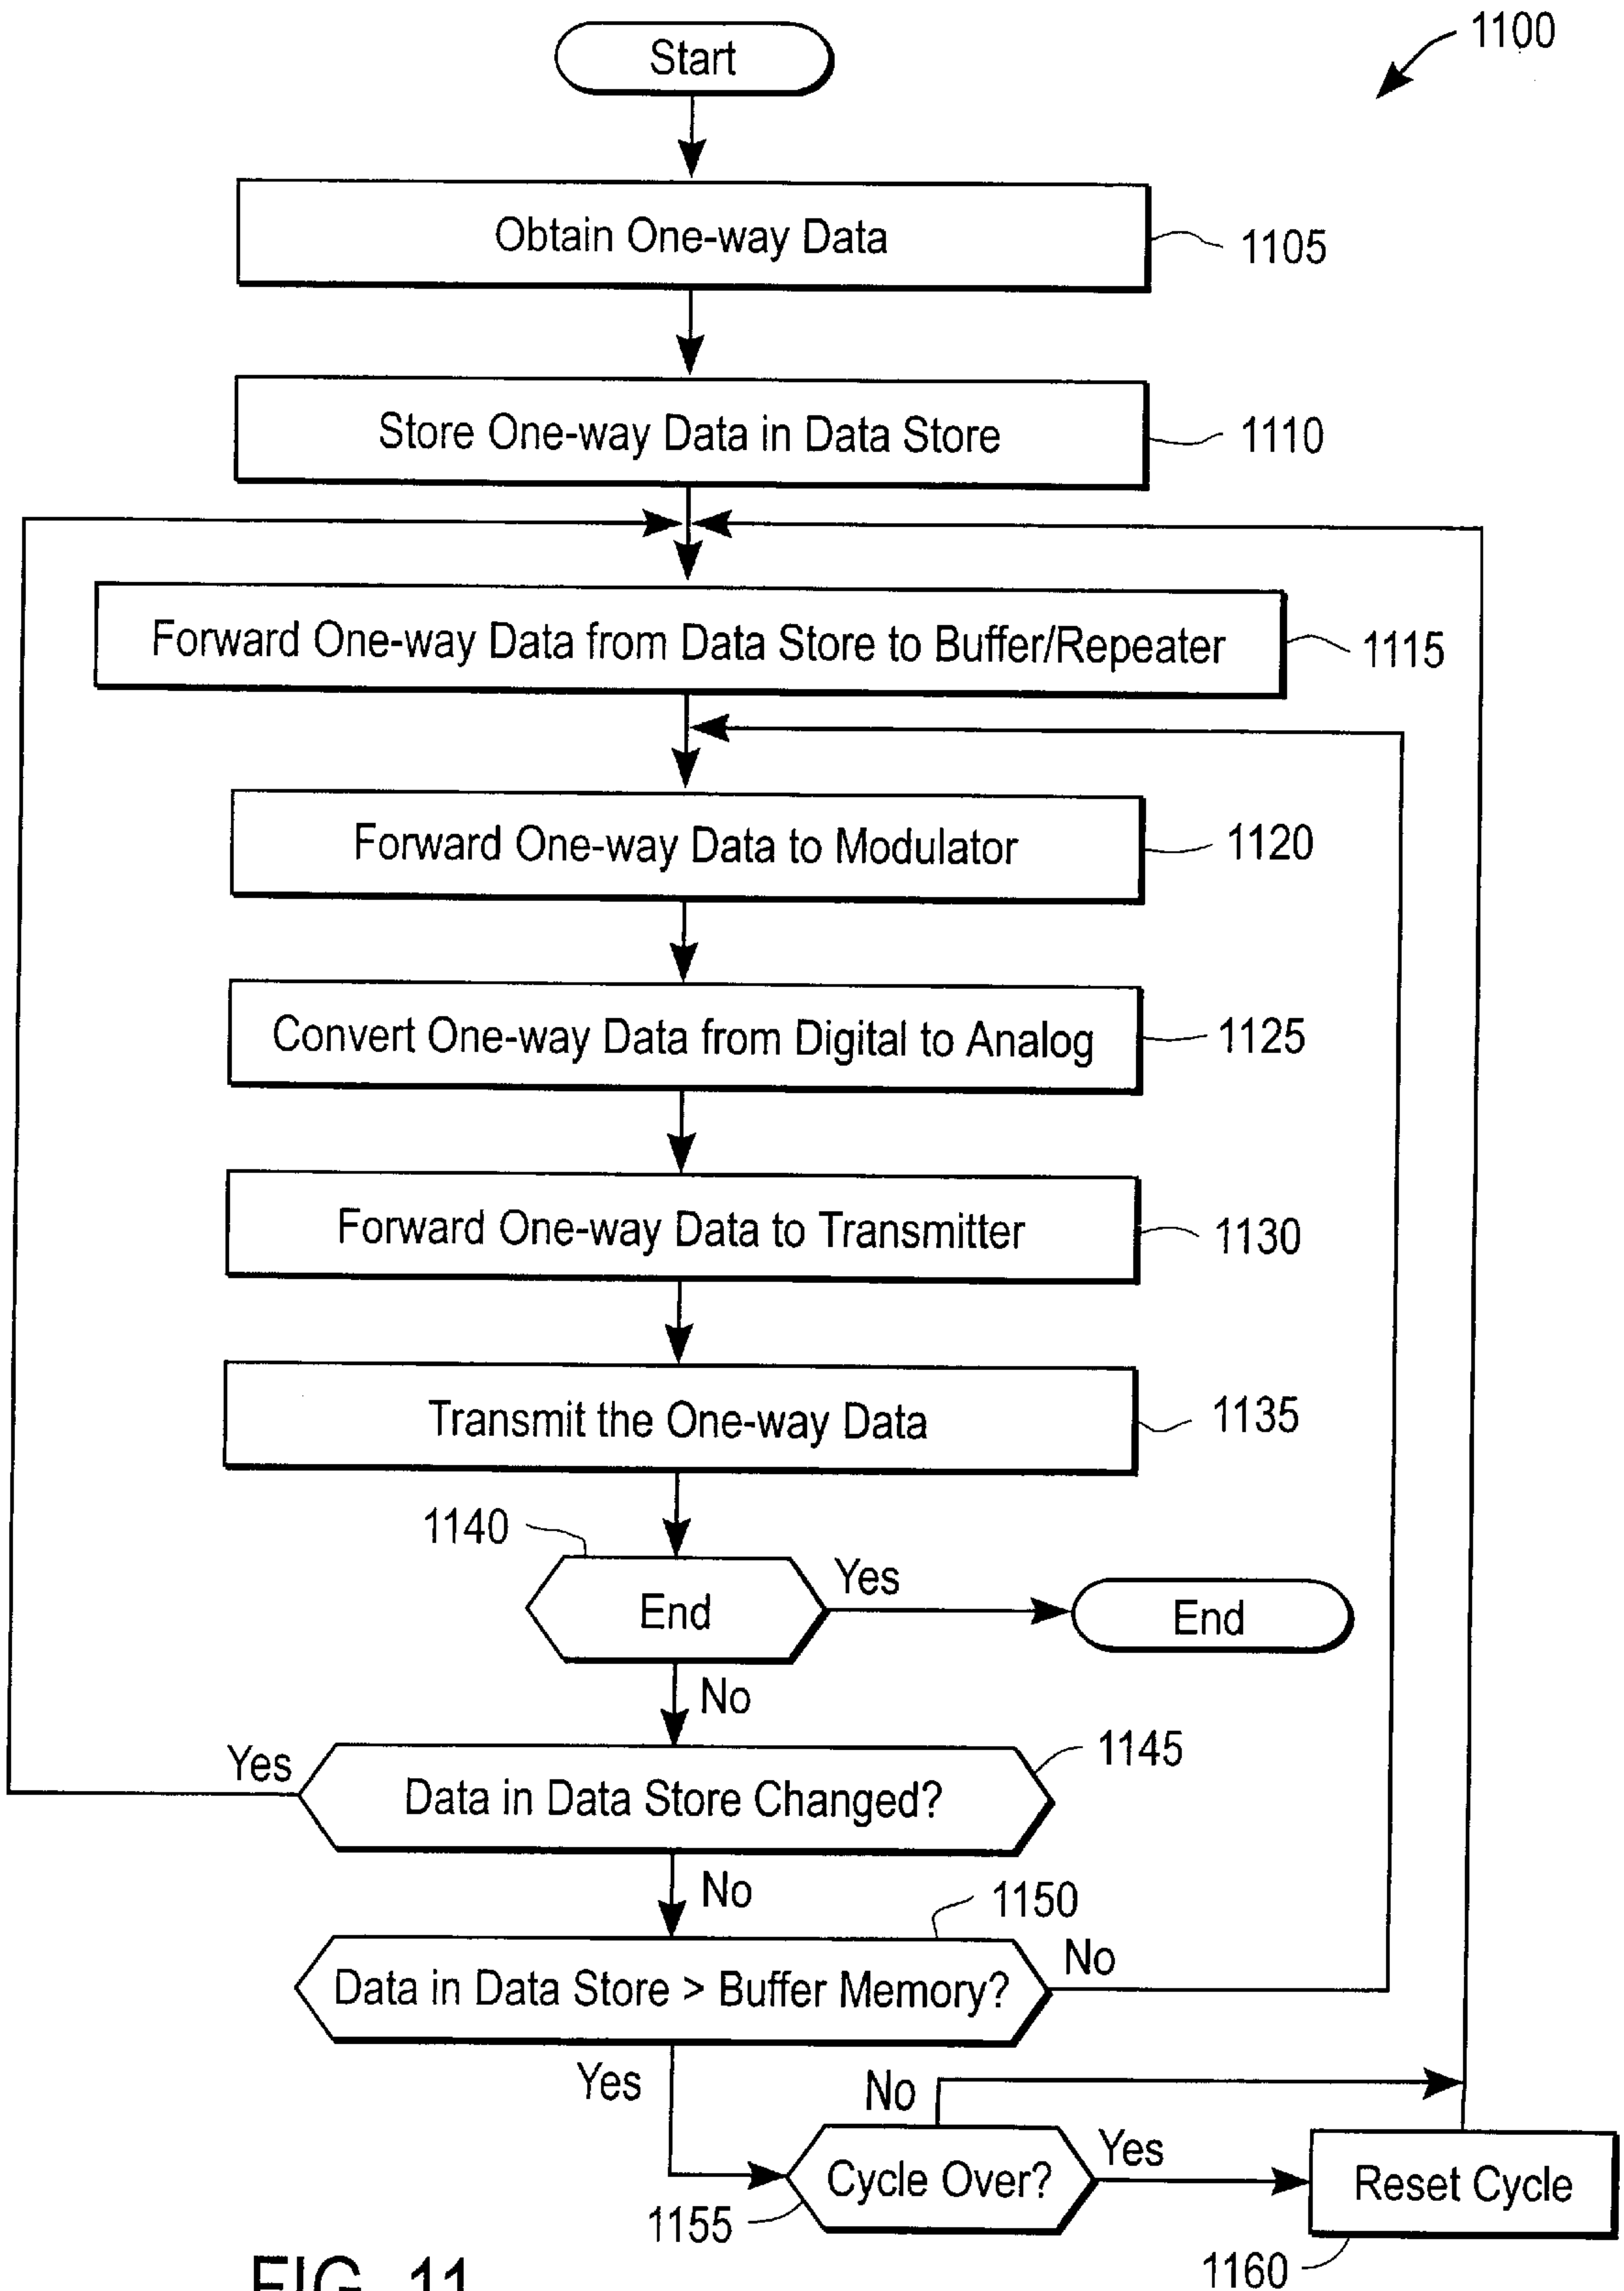 1100
Start
Obtain One-way Data
1105
Store One-way Data in Data Store
1110
Forward One-way Data from Data Store to Buffer/Repeater
1115
Forward One-way Data to Modulator
1120
Convert One-way Data from Digital to Analog
1125
Forward One-way Data to Transmitter
1130
Transmit the One-way Data
1135
1140
End
Yes
End
No
Yes
Data in Data Store Changed?
1145
No
1150
Data in Data Store > Buffer Memory?
No
Yes
No
Cycle Over?
Yes
Reset Cycle
1155
1160
FIG. 11